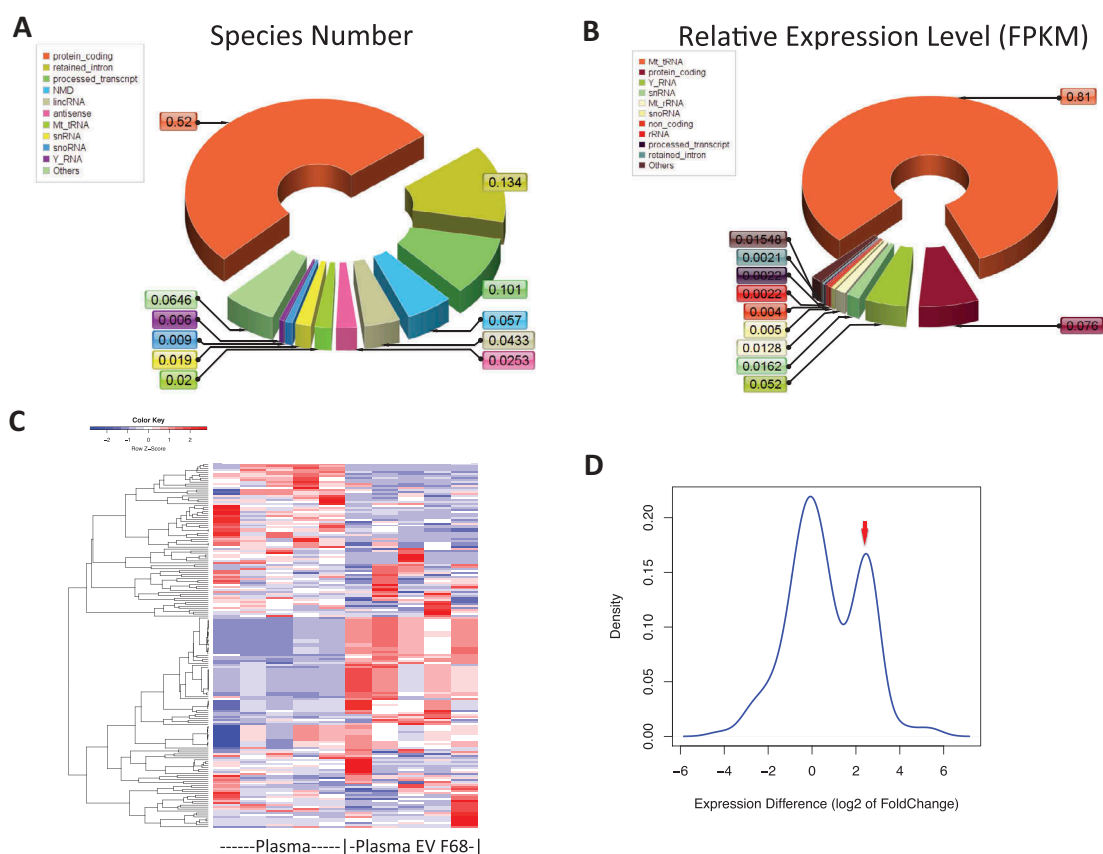 A
Species Number
protein_coding
retained_intron
processed_transcript
NMD
lincRNA
antisense
Mt_tRNA
snRNA
snoRNA
Y_RNA
Others
0.52
0.134
0.101
0.057
0.0433
0.0253
0.0646
0.006
0.009
0.019
0.02
B
Relative Expression Level (FPKM)
Mt_tRNA
protein_coding
Y_RNA
snRNA
Mt_rRNA
snoRNA
non_coding
rRNA
processed_transcript
rotained_intron
Others
0.81
0.01548
0.0021
0.0022
0.0022
0.004
0.005
0.0128
0.0162
0.052
0.076
C
Color Key
−2 −1 0 1 2
Row Z-Score
------Plasma-----|-Plasma EV F68-|
D
Density
0.20
0.15
0.10
0.05
0.00
−6 −4 −2 0 2 4 6
Expression Difference (log2 of FoldChange)